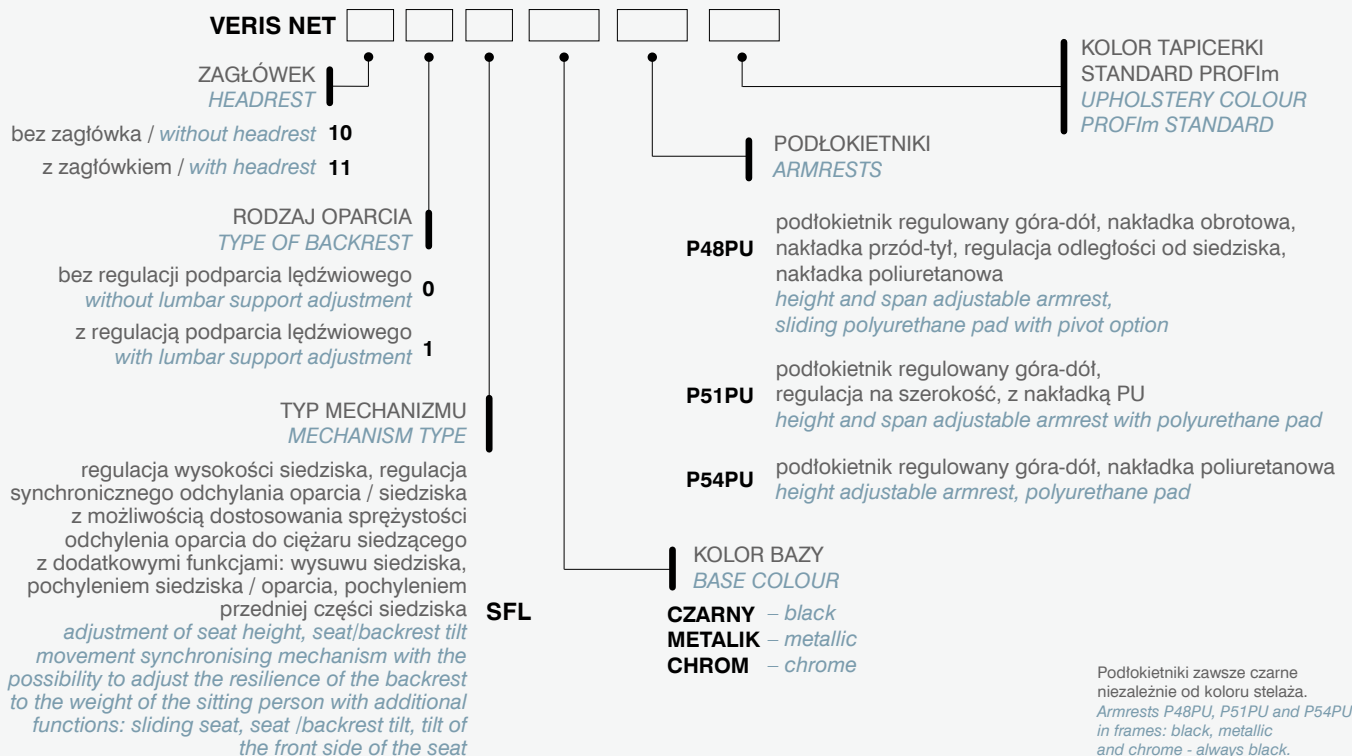 VERIS NET
ZAGŁÓWEK
HEADREST
bez zagłówka / without headrest 10
z zagłówkiem / with headrest 11
RODZAJ OPARCIA
TYPE OF BACKREST
bez regulacji podparcia lędźwiowego
without lumbar support adjustment 0
z regulacją podparcia lędźwiowego
with lumbar support adjustment 1
TYP MECHANIZMU
MECHANISM TYPE
regulacja wysokości siedziska, regulacja
synchronicznego odchylania oparcia / siedziska
z możliwością dostosowania sprężystości
odchylenia oparcia do ciężaru siedzącego
z dodatkowymi funkcjami: wysuwu siedziska,
pochyleniem siedziska / oparcia, pochyleniem
przedniej części siedziska SFL
adjustment of seat height, seat/backrest tilt
movement synchronising mechanism with the
possibility to adjust the resilience of the backrest
to the weight of the sitting person with additional
functions: sliding seat, seat /backrest tilt, tilt of
the front side of the seat
KOLOR BAZY
BASE COLOUR
CZARNY – black
METALIK – metallic
CHROM – chrome
PODŁOKIETNIKI
ARMRESTS
podłokietnik regulowany góra-dół, nakładka obrotowa,
P48PU nakładka przód-tył, regulacja odległości od siedziska,
nakładka poliuretanowa
height and span adjustable armrest,
sliding polyurethane pad with pivot option
podłokietnik regulowany góra-dół,
P51PU regulacja na szerokość, z nakładką PU
height and span adjustable armrest with polyurethane pad
P54PU podłokietnik regulowany góra-dół, nakładka poliuretanowa
height adjustable armrest, polyurethane pad
KOLOR TAPICERKI
STANDARD PROFIm
UPHOLSTERY COLOUR
PROFIm STANDARD
Podłokietniki zawsze czarne
niezależnie od koloru stelaża.
Armrests P48PU, P51PU and P54PU
in frames: black, metallic
and chrome - always black.